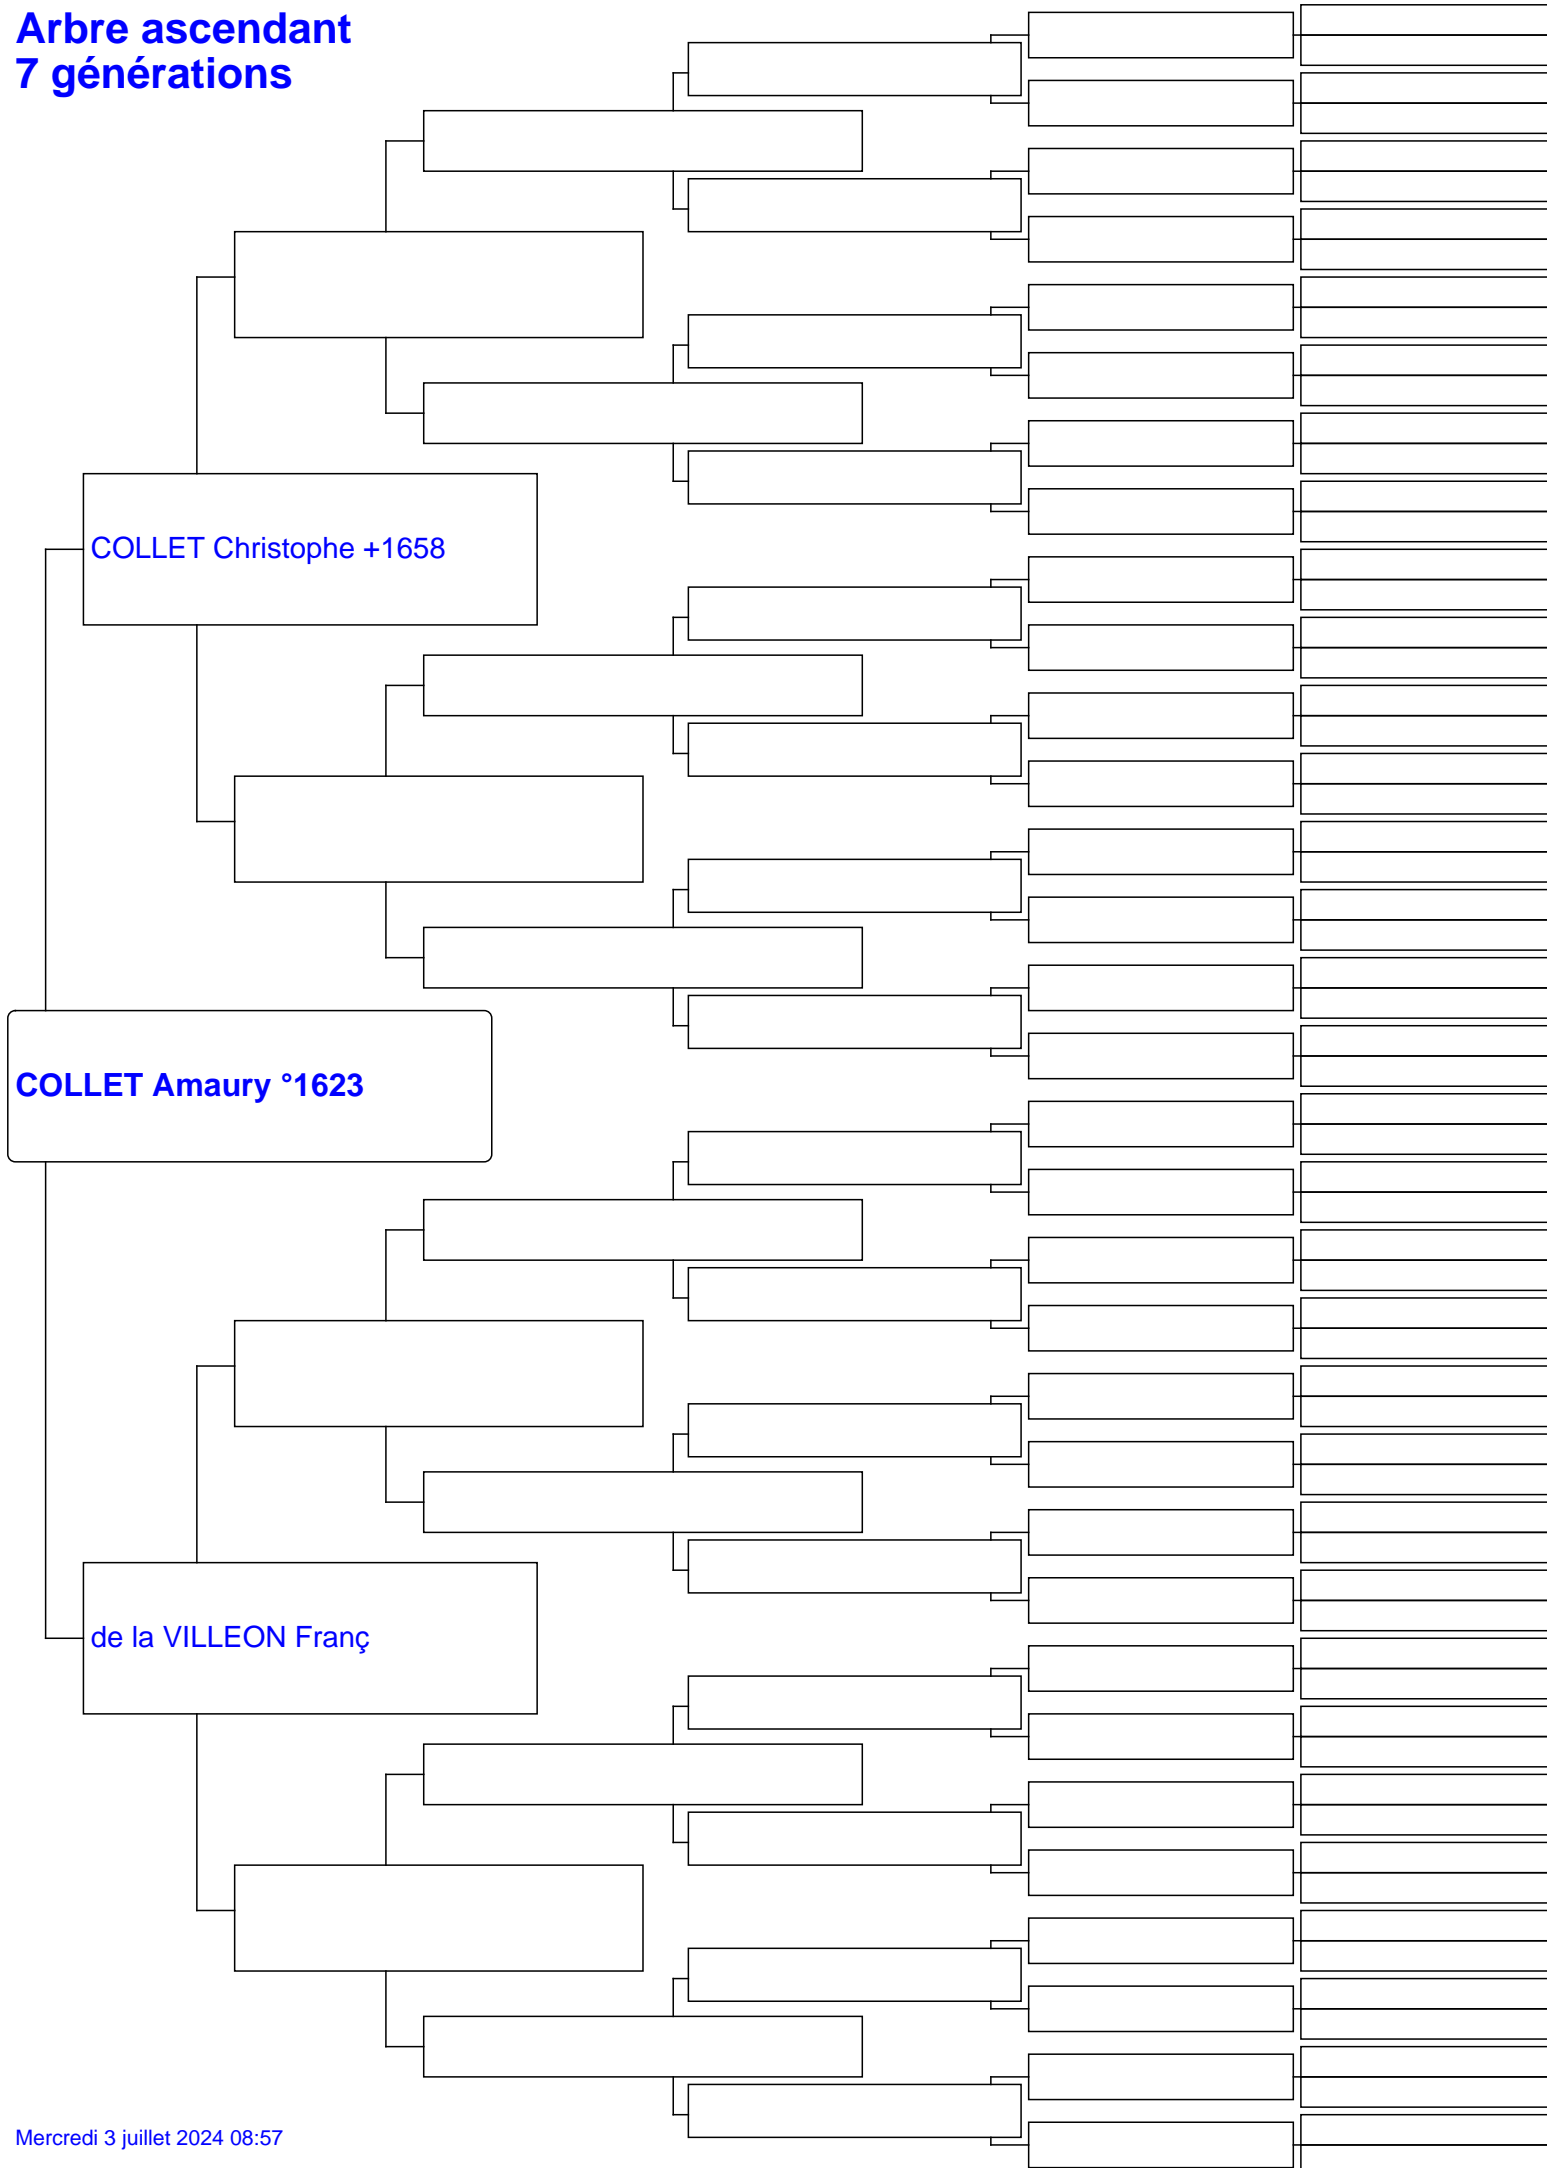 Arbre ascendant
7 générations
COLLET Christophe +1658
COLLET Amaury °1623
de la VILLEON Franç
Mercredi 3 juillet 2024 08:57